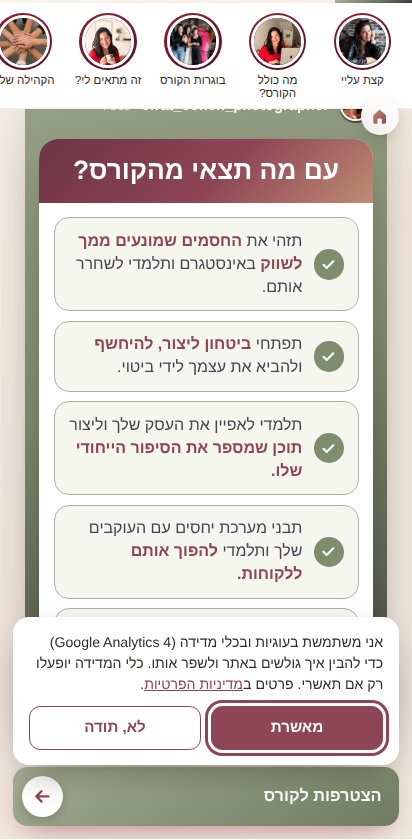 קצת עליי
מה כולל
הקורס?
בוגרות הקורס
זה מתאים לי?
הקהילה של
עם מה תצאי מהקורס?
תזהי את החסמים שמונעים ממך
לשווק באינסטגרם ותלמדי לשחרר
אותם.
תפתחי ביטחון ליצור, להיחשף
ולהביא את עצמך לידי ביטוי.
תלמדי לאפיין את העסק שלך וליצור
תוכן שמספר את הסיפור הייחודי
שלו.
תבני מערכת יחסים עם העוקבים
שלך ותלמדי להפוך אותם
ללקוחות.
אני משתמשת בעוגיות ובכלי מדידה (Google Analytics 4)
כדי להבין איך גולשים באתר ולשפר אותו. כלי המדידה יופעלו
רק אם תאשרי. פרטים במדיניות הפרטיות.
מאשרת
לא, תודה
הצטרפות לקורס